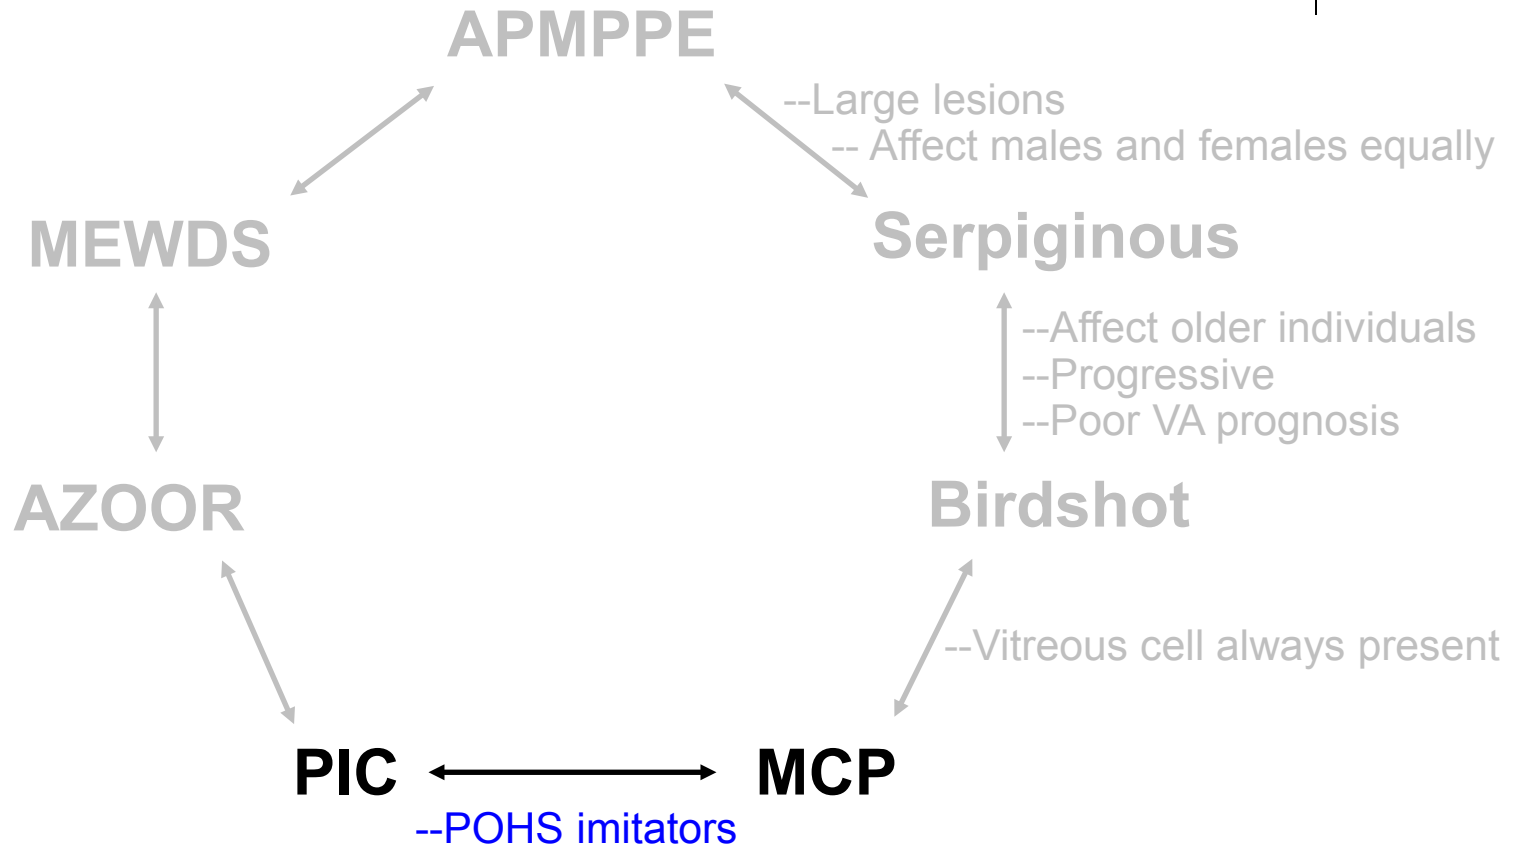 APMPPE
--Large lesions
-- Affect males and females equally
MEWDS
Serpiginous
--Affect older individuals
--Progressive
--Poor VA prognosis
AZOOR
Birdshot
--Vitreous cell always present
PIC
MCP
--POHS imitators